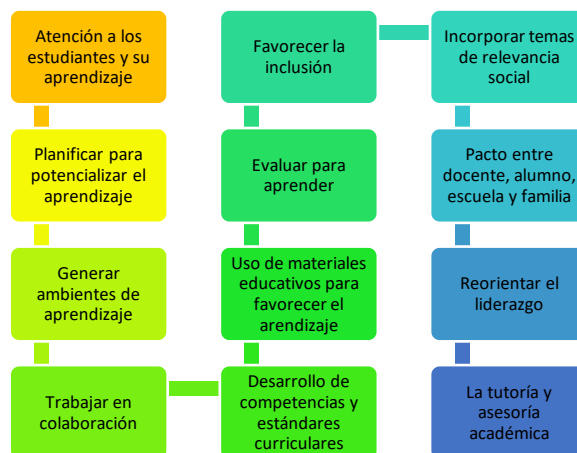 Atención a los
estudiantes y su
aprendizaje
Planificar para
potencializar el
aprendizaje
Generar
ambientes de
aprendizaje
Trabajar en
colaboración
Desarrollo de
competencias y
estándares
curriculares
Uso de materiales
educativos para
favorecer el
arendizaje
Evaluar para
aprender
Favorecer la
inclusión
Incorporar temas
de relevancia
social
Pacto entre
docente, alumno,
escuela y familia
Reorientar el
liderazgo
La tutoría y
asesoría
académica